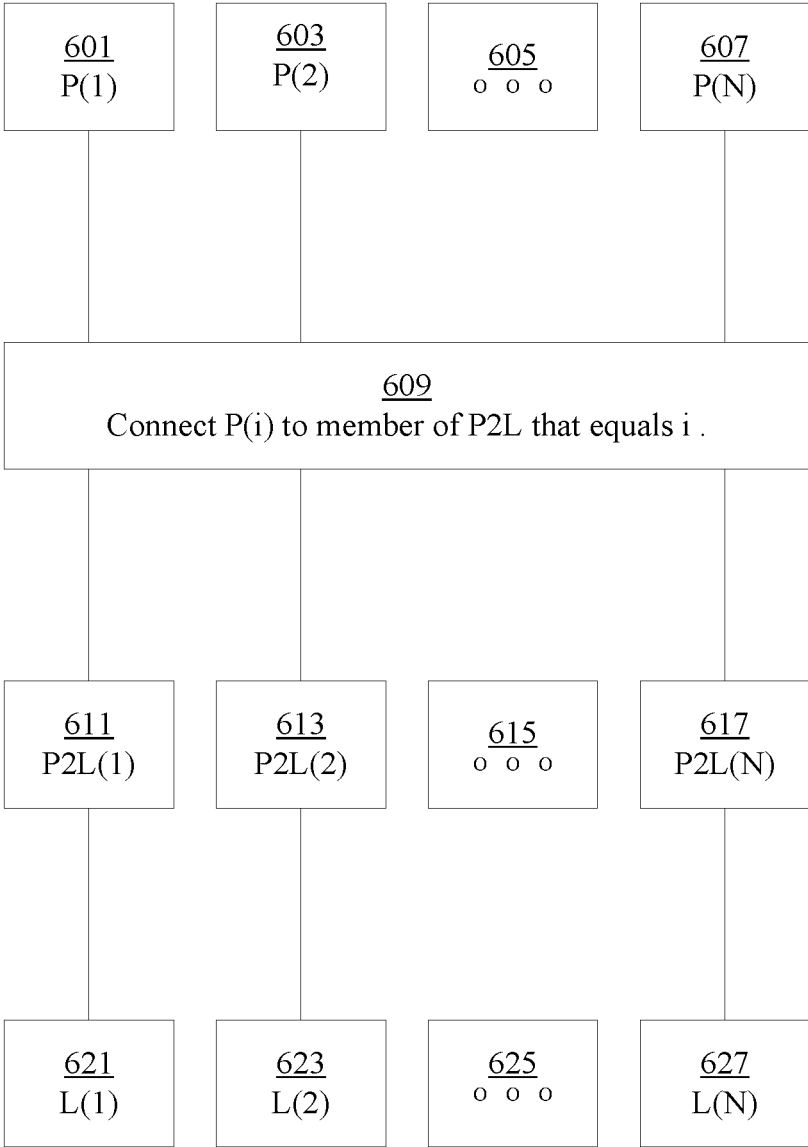 601 603 605 607
P(1) P(2) o o o P(N)
609
Connect P(i) to member of P2L that equals i .
611 613 615 617
P2L(1) P2L(2) o o o P2L(N)
621 623 625 627
L(1) L(2) o o o L(N)